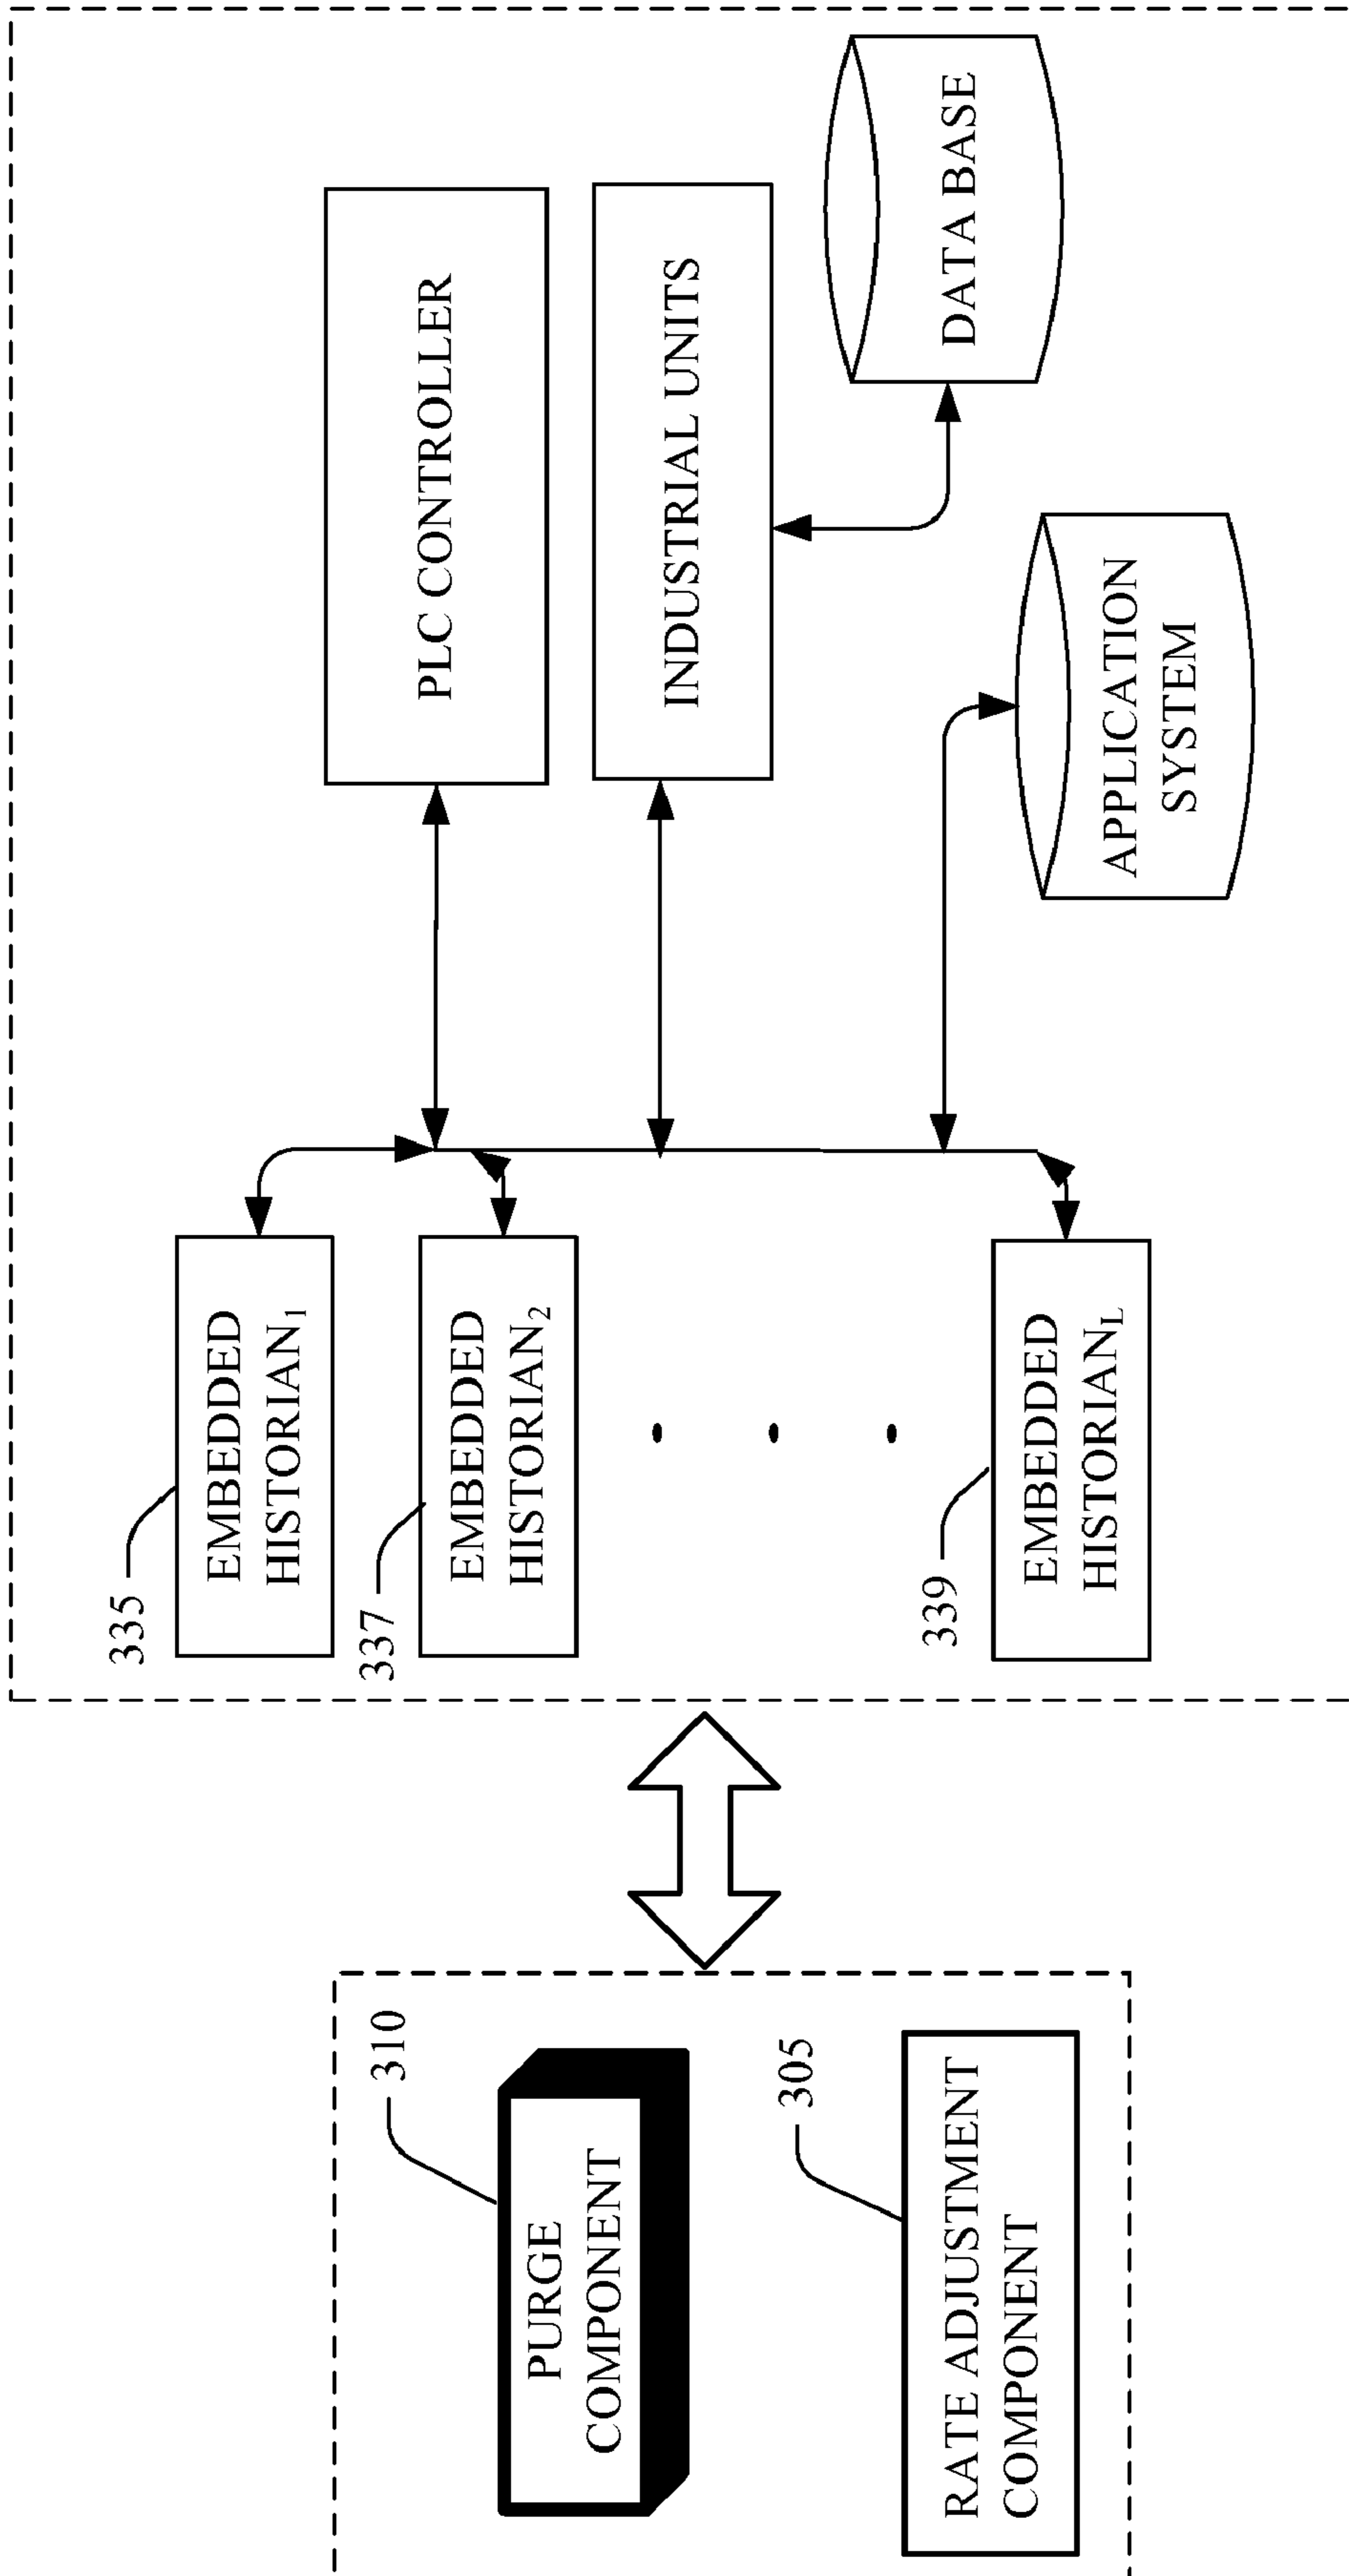 310
PURGE
COMPONENT
305
RATE ADJUSTMENT
COMPONENT
335
EMBEDDED
HISTORIAN1
337
EMBEDDED
HISTORIAN2
339
EMBEDDED
HISTORIANL
PLC CONTROLLER
INDUSTRIAL UNITS
DATA BASE
APPLICATION
SYSTEM